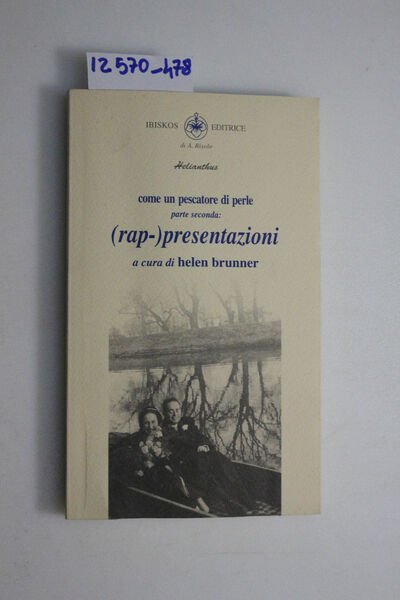 12570-478
IBISKOS EDITRICE
di A. Risolo
Helianthus
come un pescatore di perle
parte seconda:
(rap-)presentazioni
a cura di helen brunner